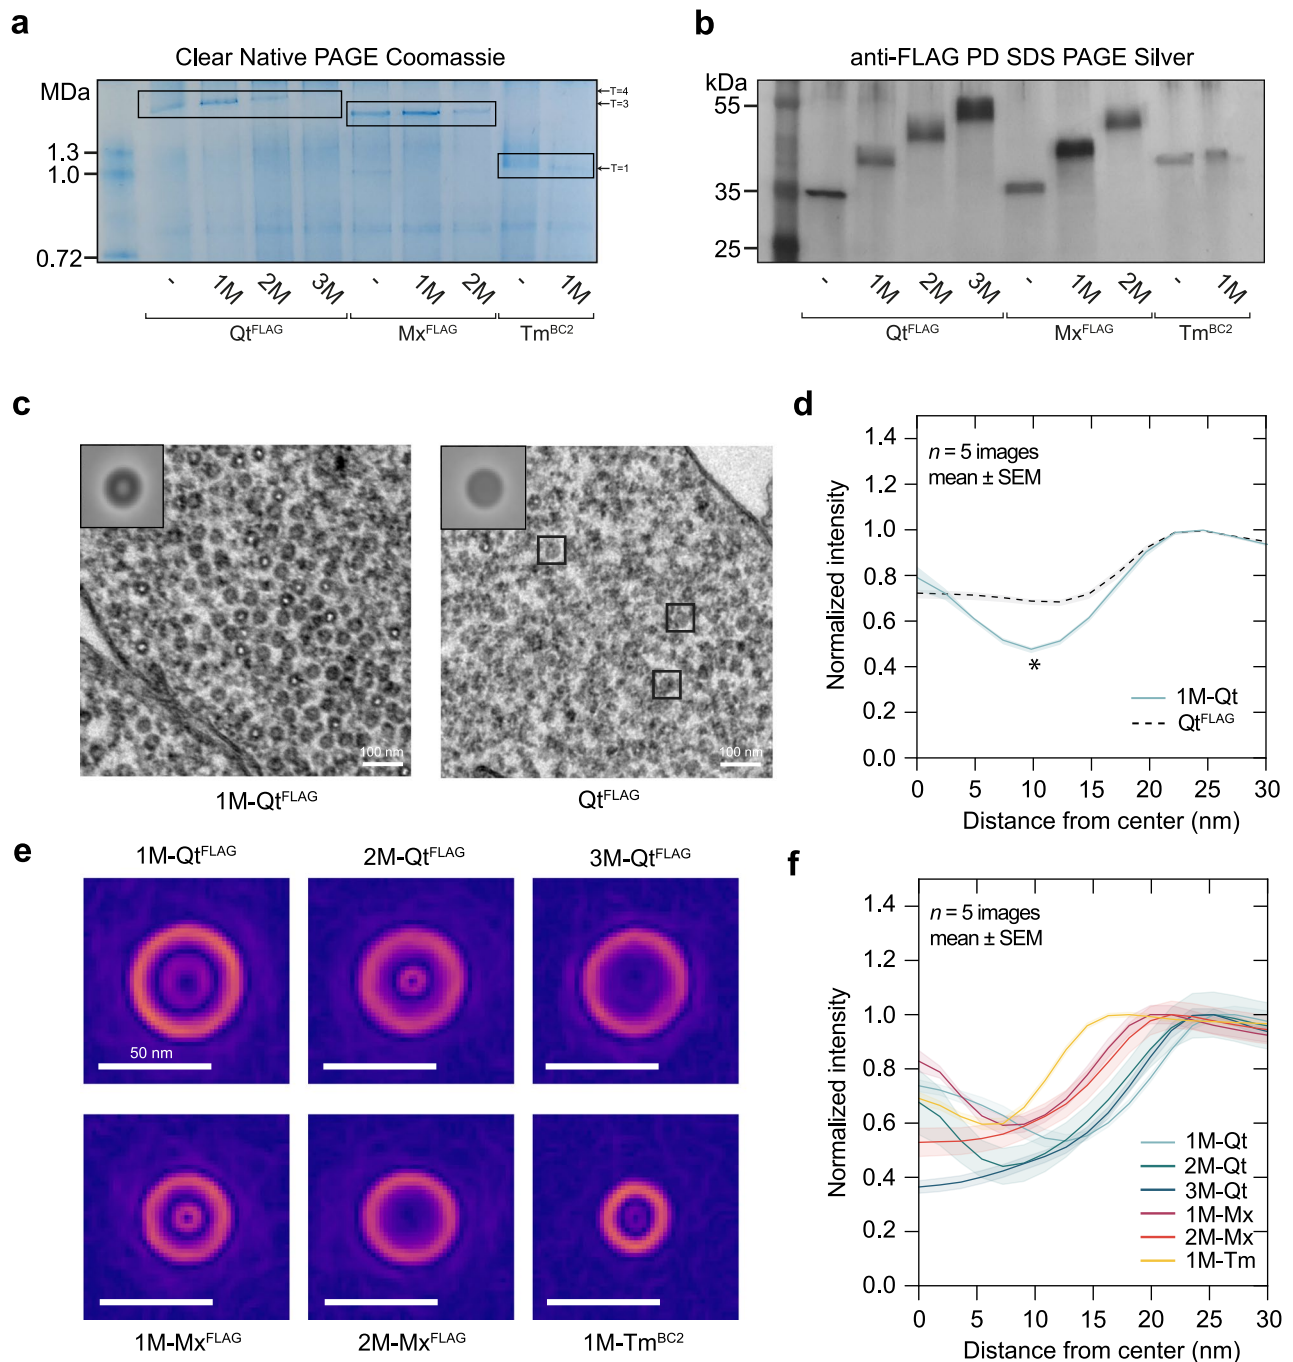 a
Clear Native PAGE Coomassie
MDa
1.3
1.0
0.72
←T=4
←T=3
←T=1
- 1M 2M 3M - 1M 2M - 1M
Qt^FLAG Mx^FLAG Tm^BC2
b
anti-FLAG PD SDS PAGE Silver
kDa
55
35
25
- 1M 2M 3M - 1M 2M - 1M
Qt^FLAG Mx^FLAG Tm^BC2
c
100 nm
100 nm
1M-Qt^FLAG Qt^FLAG
d
Normalized intensity
1.4
1.2
1.0
0.8
0.6
0.4
0.2
0.0
n = 5 images
mean ± SEM
*
1M-Qt
Qt^FLAG
0 5 10 15 20 25 30
Distance from center (nm)
e
1M-Qt^FLAG 2M-Qt^FLAG 3M-Qt^FLAG
50 nm
1M-Mx^FLAG 2M-Mx^FLAG 1M-Tm^BC2
f
Normalized intensity
1.4
1.2
1.0
0.8
0.6
0.4
0.2
0.0
n = 5 images
mean ± SEM
1M-Qt
2M-Qt
3M-Qt
1M-Mx
2M-Mx
1M-Tm
0 5 10 15 20 25 30
Distance from center (nm)